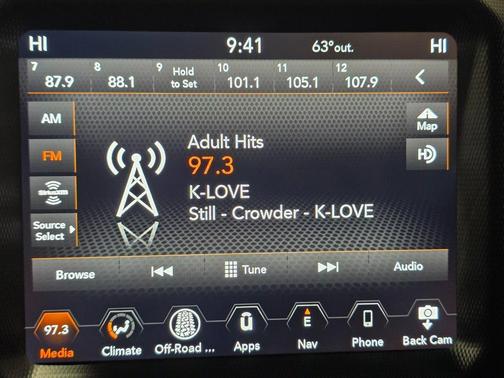 HI 9:41 63°out. HI
7 8 9 10 11 12
87.9 88.1 Hold to Set 101.1 105.1 107.9
AM
FM
SiriusXM
Source
Select
Map
HD
Adult Hits
97.3
K-LOVE
Still - Crowder - K-LOVE
Browse Tune Audio
97.3 u E
Media Climate Off-Road ... Apps Nav Phone Back Cam